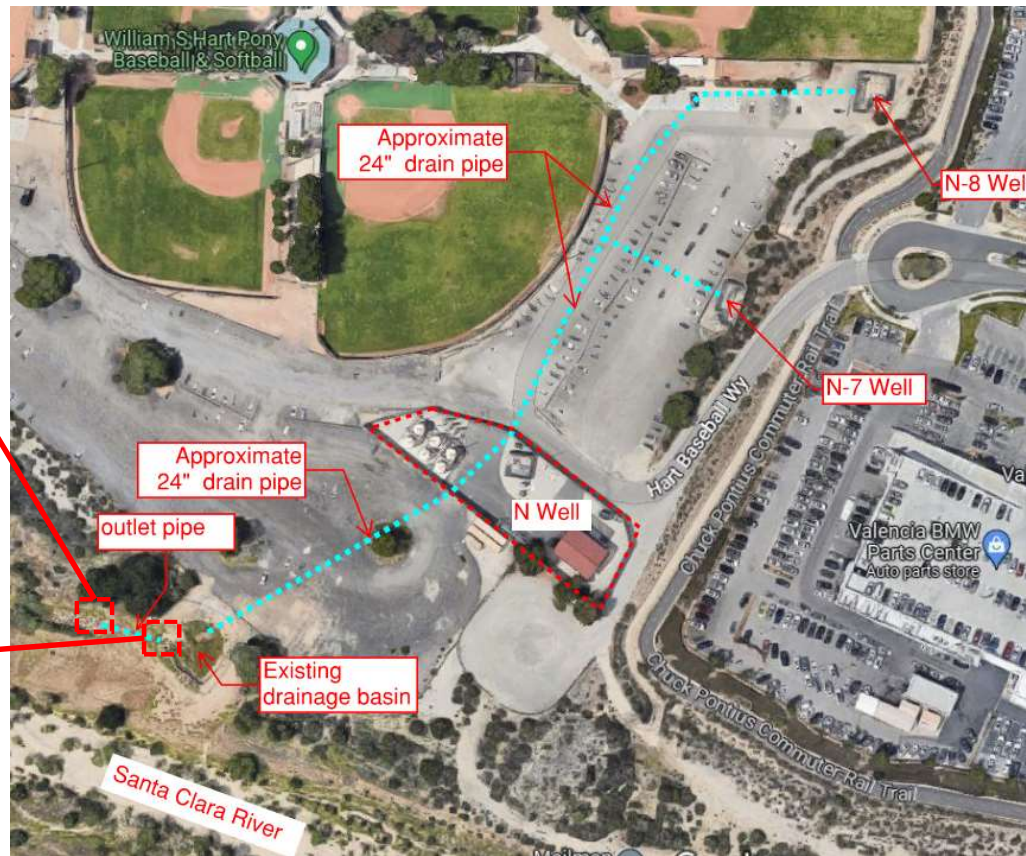 William S Hart Pony
Baseball & Softball
Approximate
24" drain pipe
N-8 Wel
N-7 Well
Hart Baseball Wy
Chuck Pontius Commuter Rail Trail
Approximate
24" drain pipe
N Well
outlet pipe
Va
Valencia BMW
Parts Center
Auto parts store
Existing
drainage basin
Chuck Pontius Commuter Rail Trail
Santa Clara River